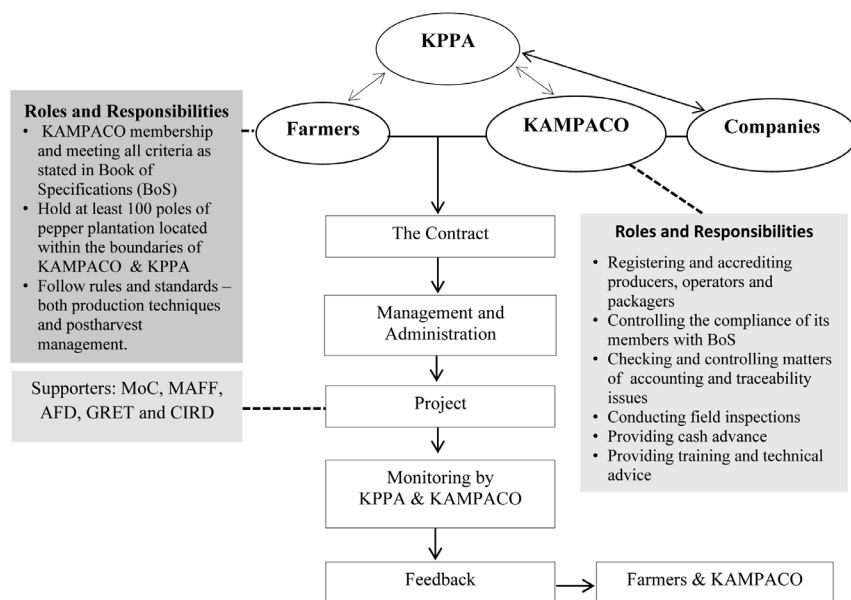 KPPA
Farmers
KAMPACO
Companies
Roles and Responsibilities
• KAMPACO membership
and meeting all criteria as
stated in Book of
Specifications (BoS)
• Hold at least 100 poles of
pepper plantation located
within the boundaries of
KAMPACO & KPPA
• Follow rules and standards –
both production techniques
and postharvest
management.
The Contract
Roles and Responsibilities
• Registering and accrediting
producers, operators and
packagers
• Controlling the compliance of its
members with BoS
• Checking and controlling matters
of accounting and traceability
issues
• Conducting field inspections
• Providing cash advance
• Providing training and technical
advice
Management and
Administration
Supporters: MoC, MAFF,
AFD, GRET and CIRD
Project
Monitoring by
KPPA & KAMPACO
Feedback
Farmers & KAMPACO